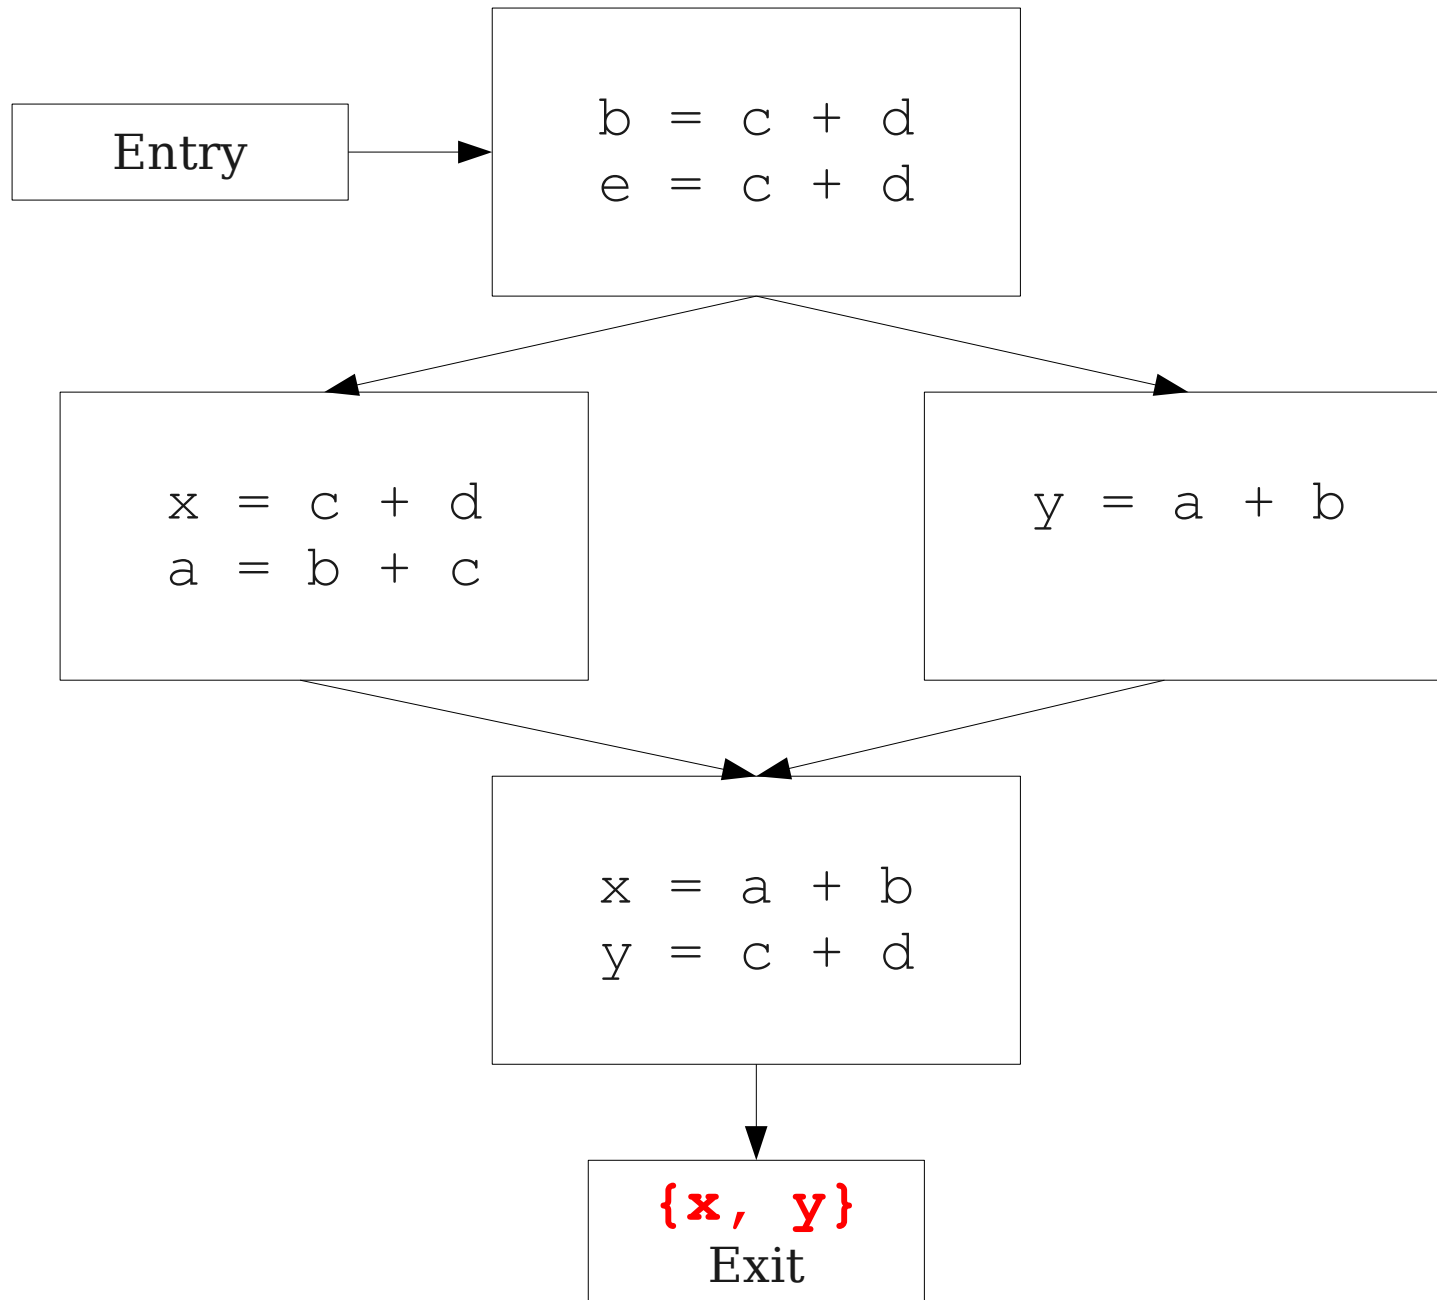 b = c + d
e = c + d
Entry
x = c + d
a = b + c
y = a + b
x = a + b
y = c + d
{x, y}
Exit